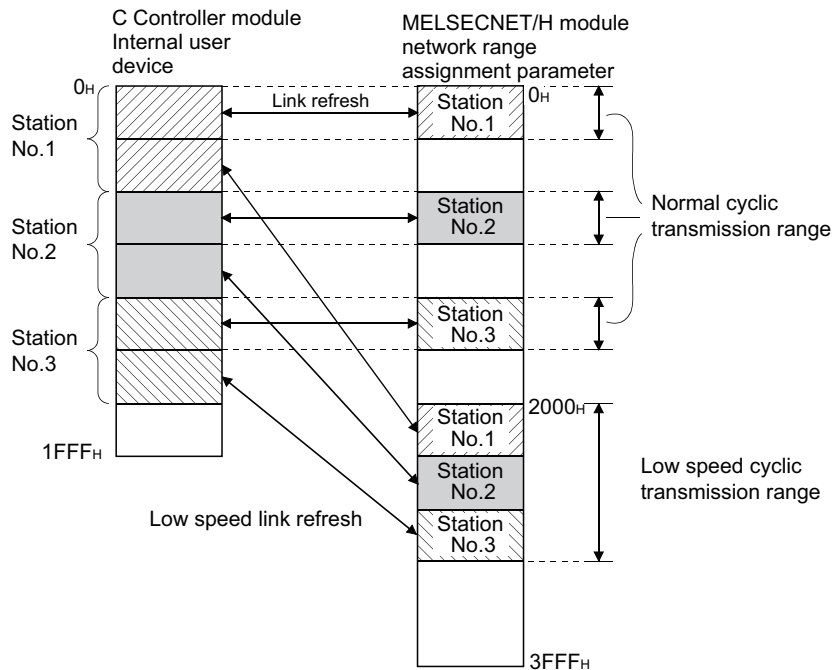 C Controller module
Internal user
device
MELSECNET/H module
network range
assignment parameter
0H
Station
No.1
Station
No.2
Station
No.3
1FFFH
Link refresh
Low speed link refresh
Station
No.1
Station
No.2
Station
No.3
Station
No.1
Station
No.2
Station
No.3
0H
2000H
3FFFH
Normal cyclic
transmission range
Low speed cyclic
transmission range